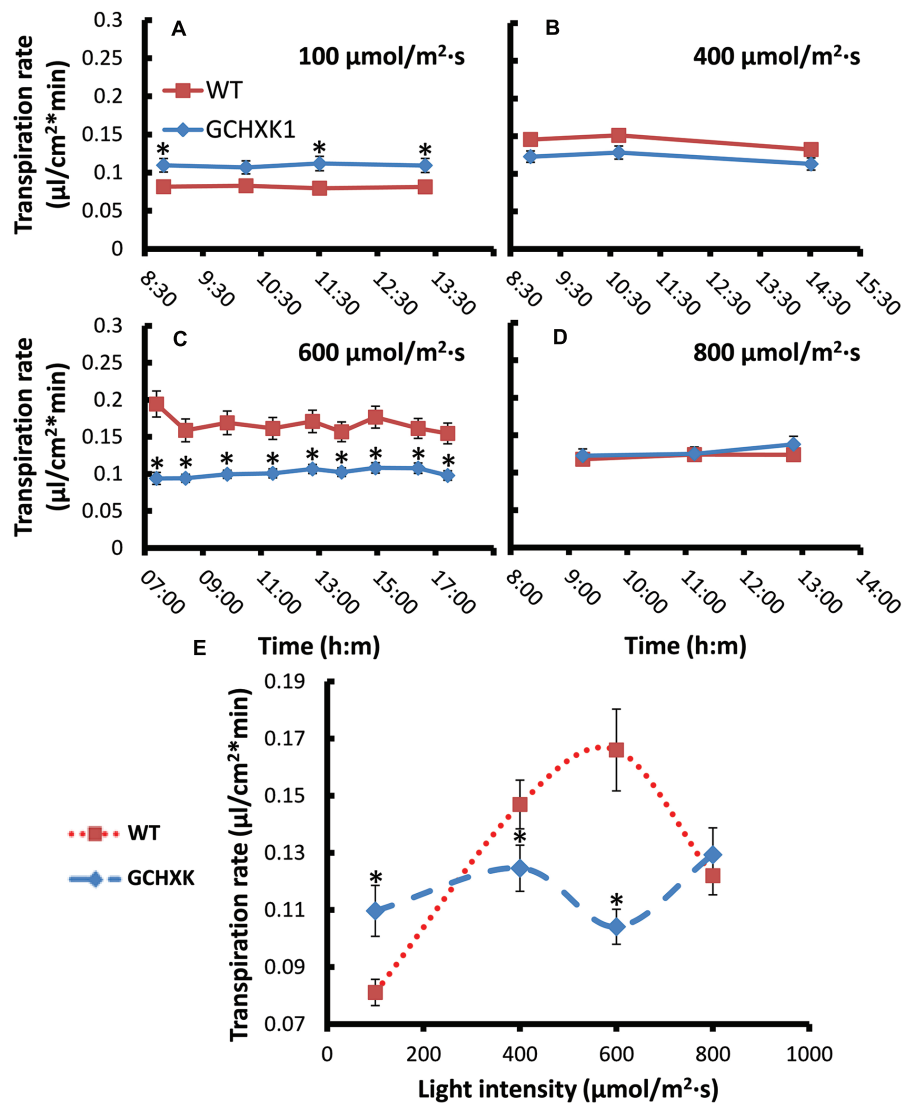 A
100 µmol/m²·s
Transpiration rate
(µl/cm²*min)
0.3
0.25
0.2
0.15
0.1
0.05
0
WT
GCHXK1
* * *
8:30 9:30 10:30 11:30 12:30 13:30
B
400 µmol/m²·s
8:30 9:30 10:30 11:30 12:30 13:30 14:30 15:30
C
600 µmol/m²·s
Transpiration rate
(µl/cm²*min)
0.3
0.25
0.2
0.15
0.1
0.05
0
* * * * * * * * *
07:00 09:00 11:00 13:00 15:00 17:00
Time (h:m)
D
800 µmol/m²·s
8:00 9:00 10:00 11:00 12:00 13:00 14:00
Time (h:m)
E
Transpiration rate (µl/cm²*min)
0.19
0.17
0.15
0.13
0.11
0.09
0.07
WT
GCHXK
* * *
0 200 400 600 800 1000
Light intensity (µmol/m²·s)